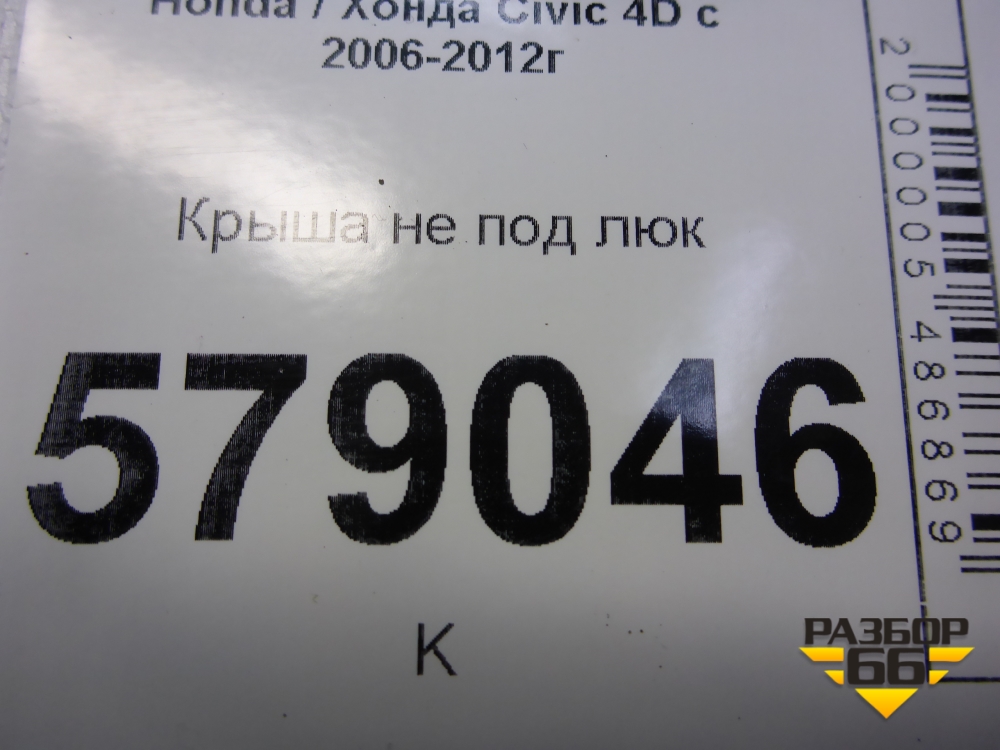 Honda / Хонда Civic 4D с
2006-2012г
Крыша не под люк
579046
К
2000005486869
РАЗБОР
66